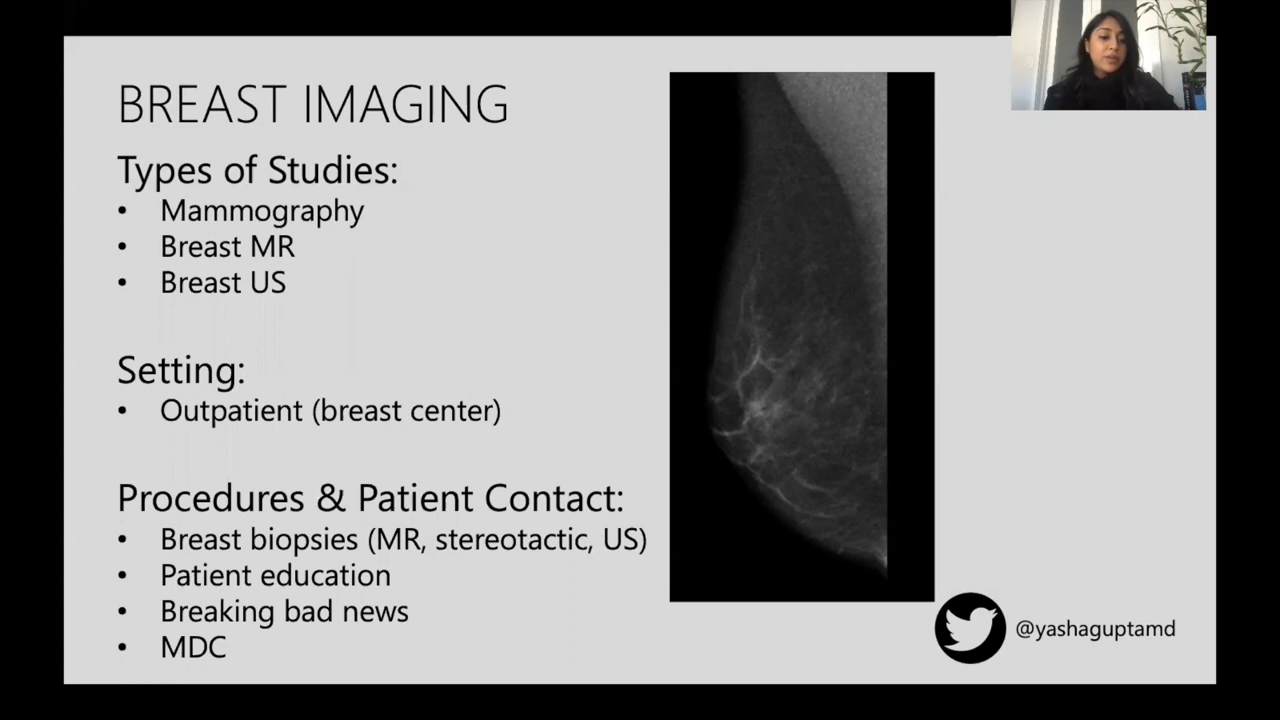 BREAST IMAGING
Types of Studies:
• Mammography
• Breast MR
• Breast US
Setting:
• Outpatient (breast center)
Procedures & Patient Contact:
• Breast biopsies (MR, stereotactic, US)
• Patient education
• Breaking bad news
• MDC
@yashaguptamd